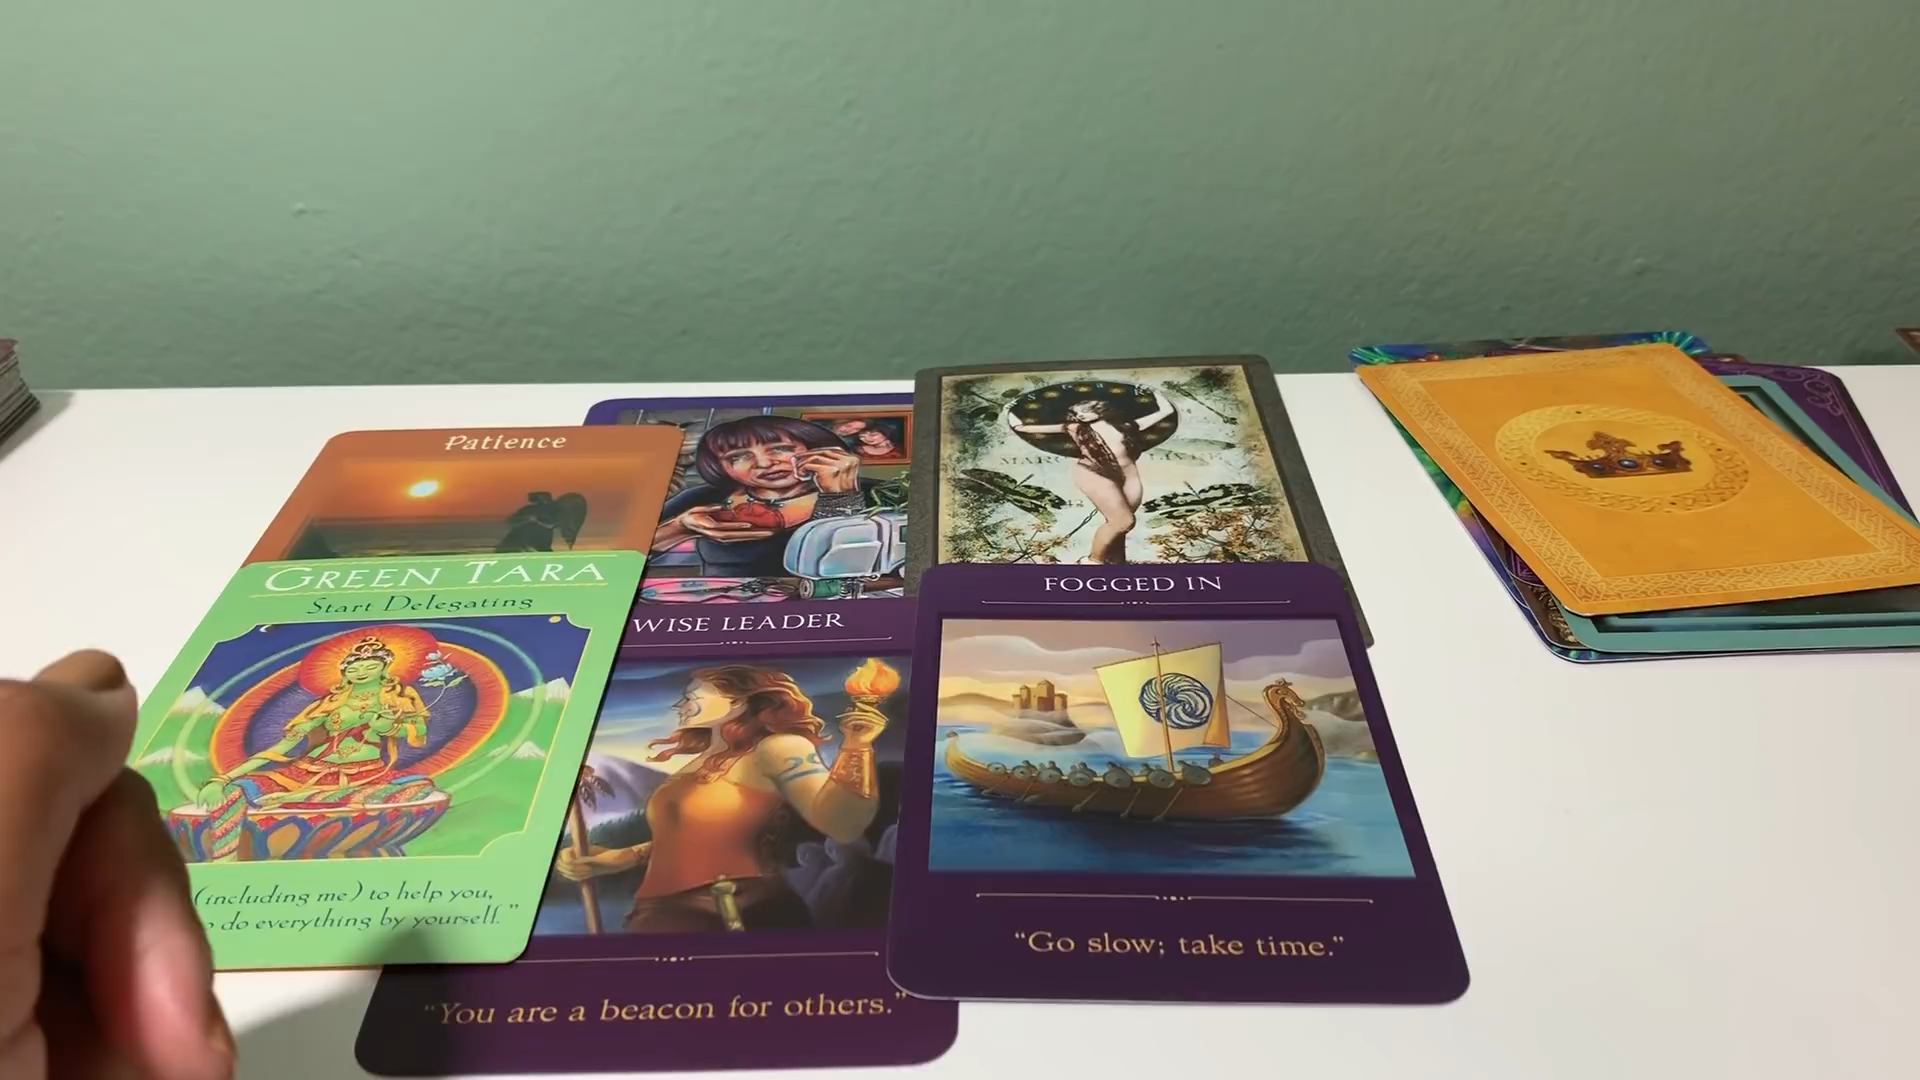 Patience
GREEN TARA
Start Delegating
(including me) to help you,
do everything by yourself."
WISE LEADER
"You are a beacon for others."
FOGGED IN
"Go slow; take time."